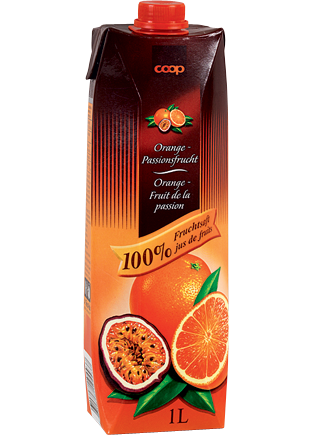 coop
Orange-
Passionsfrucht
Orange-
Fruit de la
passion
100% Fruchtsaft
jus de fruits
1L